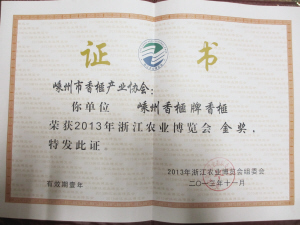 证书
嵊州市香榧产业协会:
你单位 嵊州香榧牌香榧
荣获2013年浙江农业博览会 金奖,
特发此证。
2013年浙江农业博览会组委会
有效期壹年
二〇一三年十一月